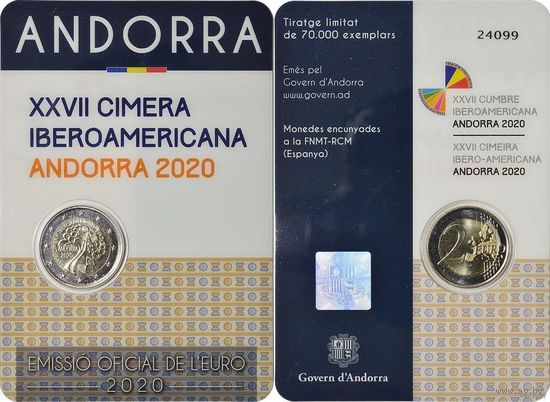 ANDORRA
XXVII CIMERA
IBEROAMERICANA
ANDORRA 2020
EMISSIÓ OFICIAL DE L'EURO
2020
Tiratge limitat
de 70.000 exemplars
24099
Emès pel
Govern d'Andorra
www.govern.ad
Monedes encunyades
a la FNMT-RCM
(Espanya)
XXVII CUMBRE
IBEROAMERICANA
ANDORRA 2020
XXVII CIMEIRA
IBERO-AMERICANA
ANDORRA 2020
2
Govern d'Andorra